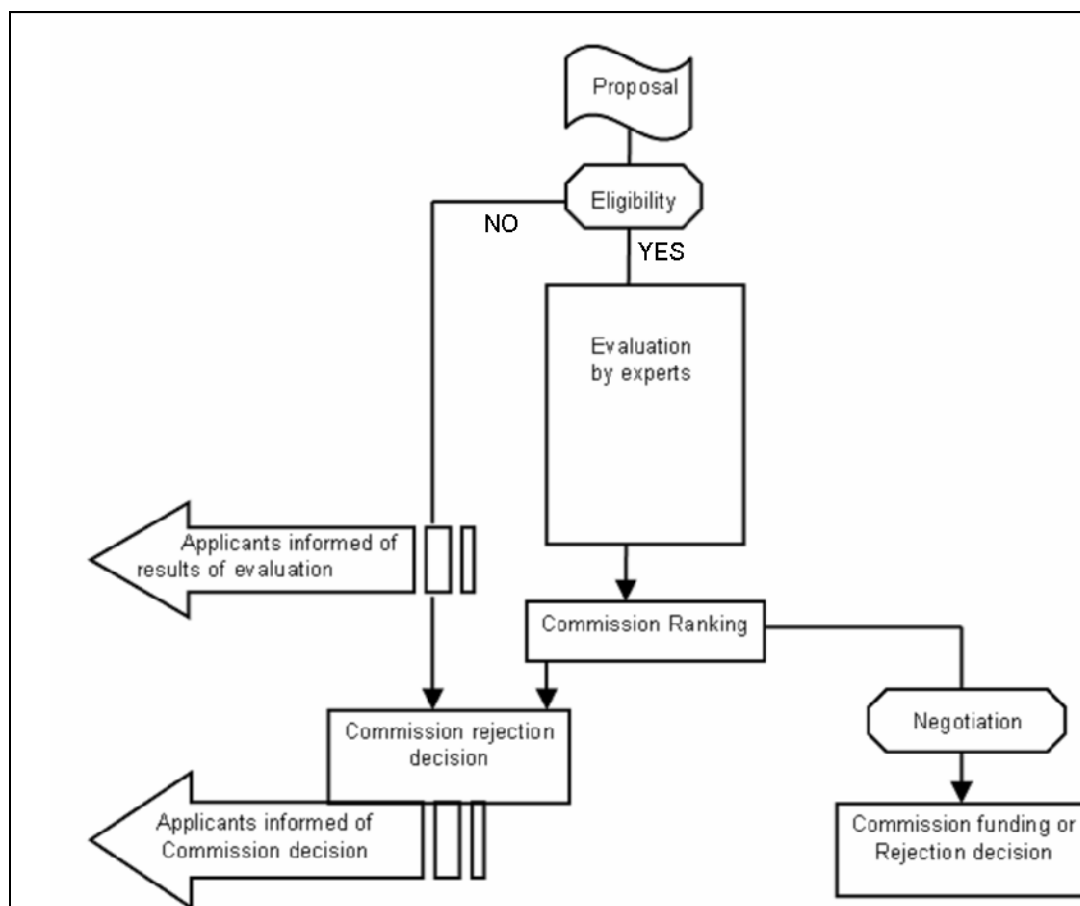 Proposal
Eligibility
NO
YES
Evaluation
by experts
Applicants informed of
results of evaluation
Commission Ranking
Commission rejection
decision
Negotiation
Applicants informed of
Commission decision
Commission funding or
Rejection decision